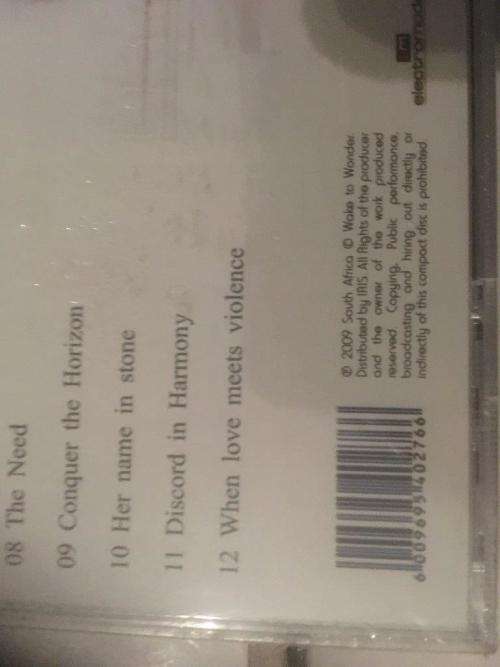 08 The Need
09 Conquer the Horizon
10 Her name in stone
11 Discord in Harmony
12 When love meets violence
℗ 2009 South Africa © Wake to Wonder.
Distributed by IRIS All Rights of the producer
and the owner of the work produced
reserved. Copying, Public performance,
broadcasting and hiring out directly or
indirectly of this compact disc is prohibited
6009695402766